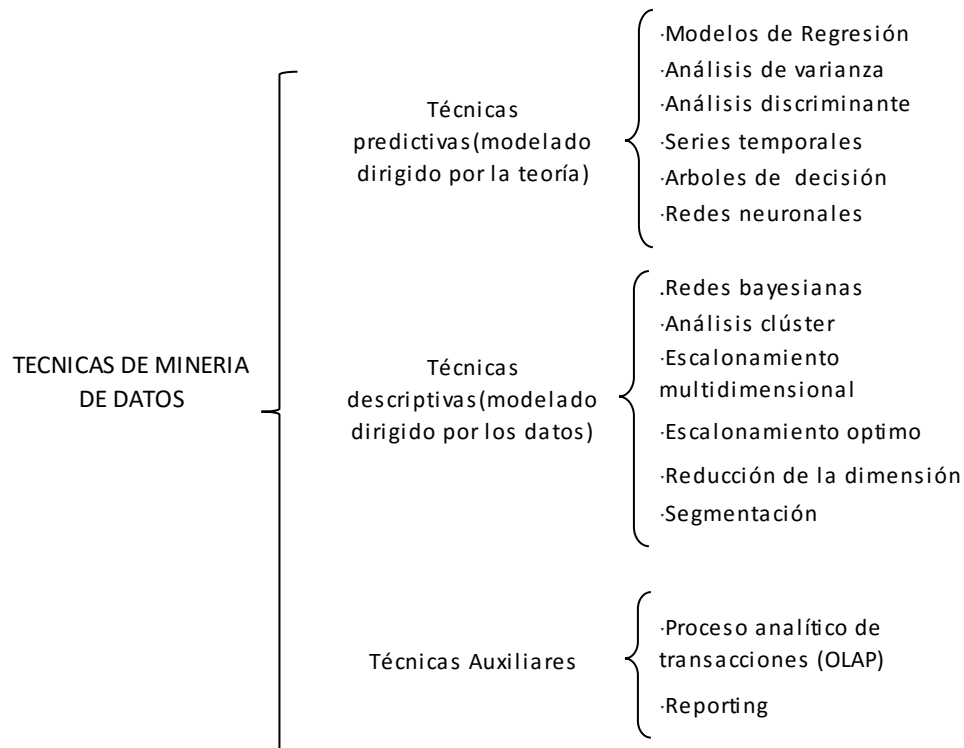 TECNICAS DE MINERIA
DE DATOS
Técnicas
predictivas(modelado
dirigido por la teoría)
·Modelos de Regresión
·Análisis de varianza
·Análisis discriminante
·Series temporales
·Arboles de decisión
·Redes neuronales
Técnicas
descriptivas(modelado
dirigido por los datos)
.Redes bayesianas
·Análisis clúster
·Escalonamiento
multidimensional
·Escalonamiento optimo
·Reducción de la dimensión
·Segmentación
Técnicas Auxiliares
·Proceso analítico de
transacciones (OLAP)
·Reporting